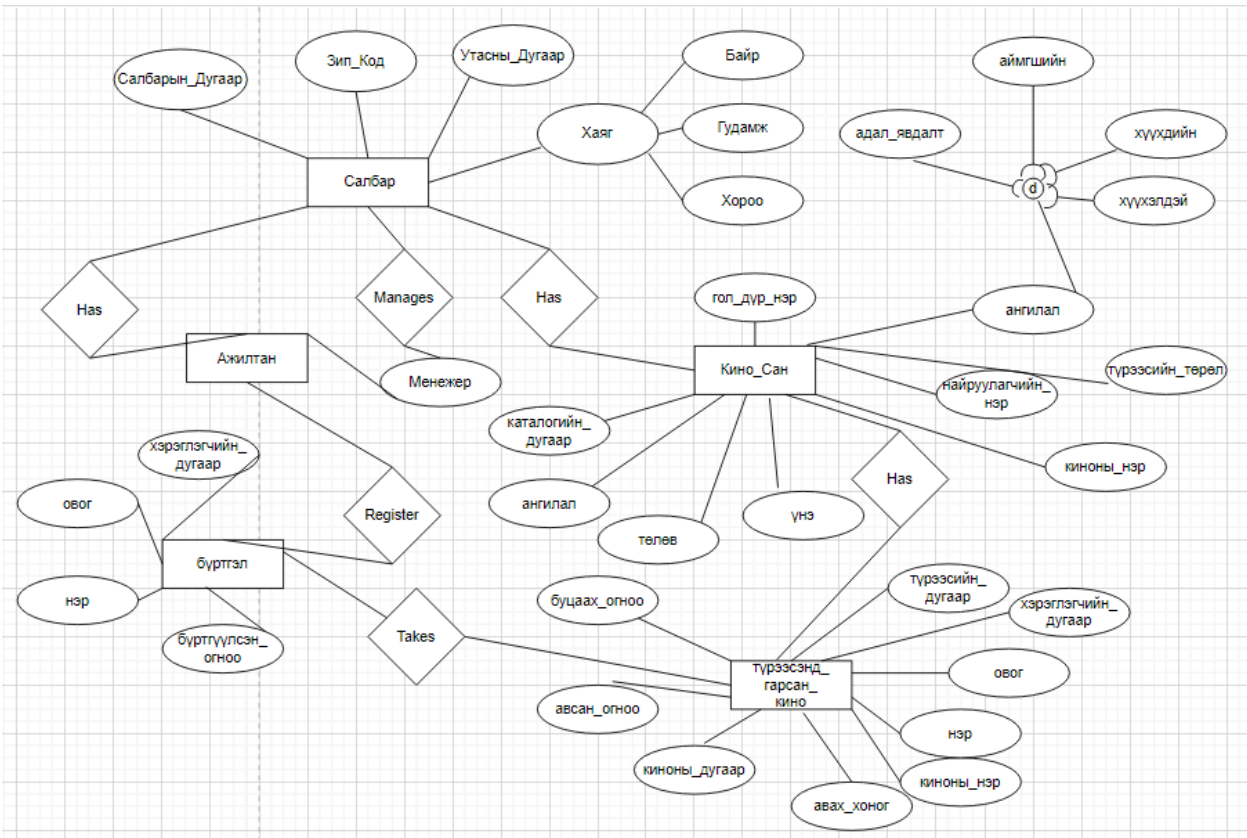 Салбарын_Дугаар
Зип_Код
Утасны_Дугаар
Байр
Хаяг
Гудамж
Хороо
Салбар
аймгшийн
адал_явдалт
хүүхдийн
d
хүүхэлдэй
Has
Manages
Has
гол_дүр_нэр
ангилал
Ажилтан
Менежер
Кино_Сан
түрээсийн_төрөл
найруулагчийн_
нэр
каталогийн_
дугаар
ангилал
төлөв
үнэ
Has
киноны_нэр
хэрэглэгчийн_
дугаар
овог
Register
бүртгэл
нэр
бүртгүүлсэн_
огноо
Takes
буцаах_огноо
түрээсийн_
дугаар
хэрэглэгчийн_
дугаар
түрээсэнд_
гарсан_
кино
овог
авсан_огноо
нэр
киноны_дугаар
киноны_нэр
авах_хоног